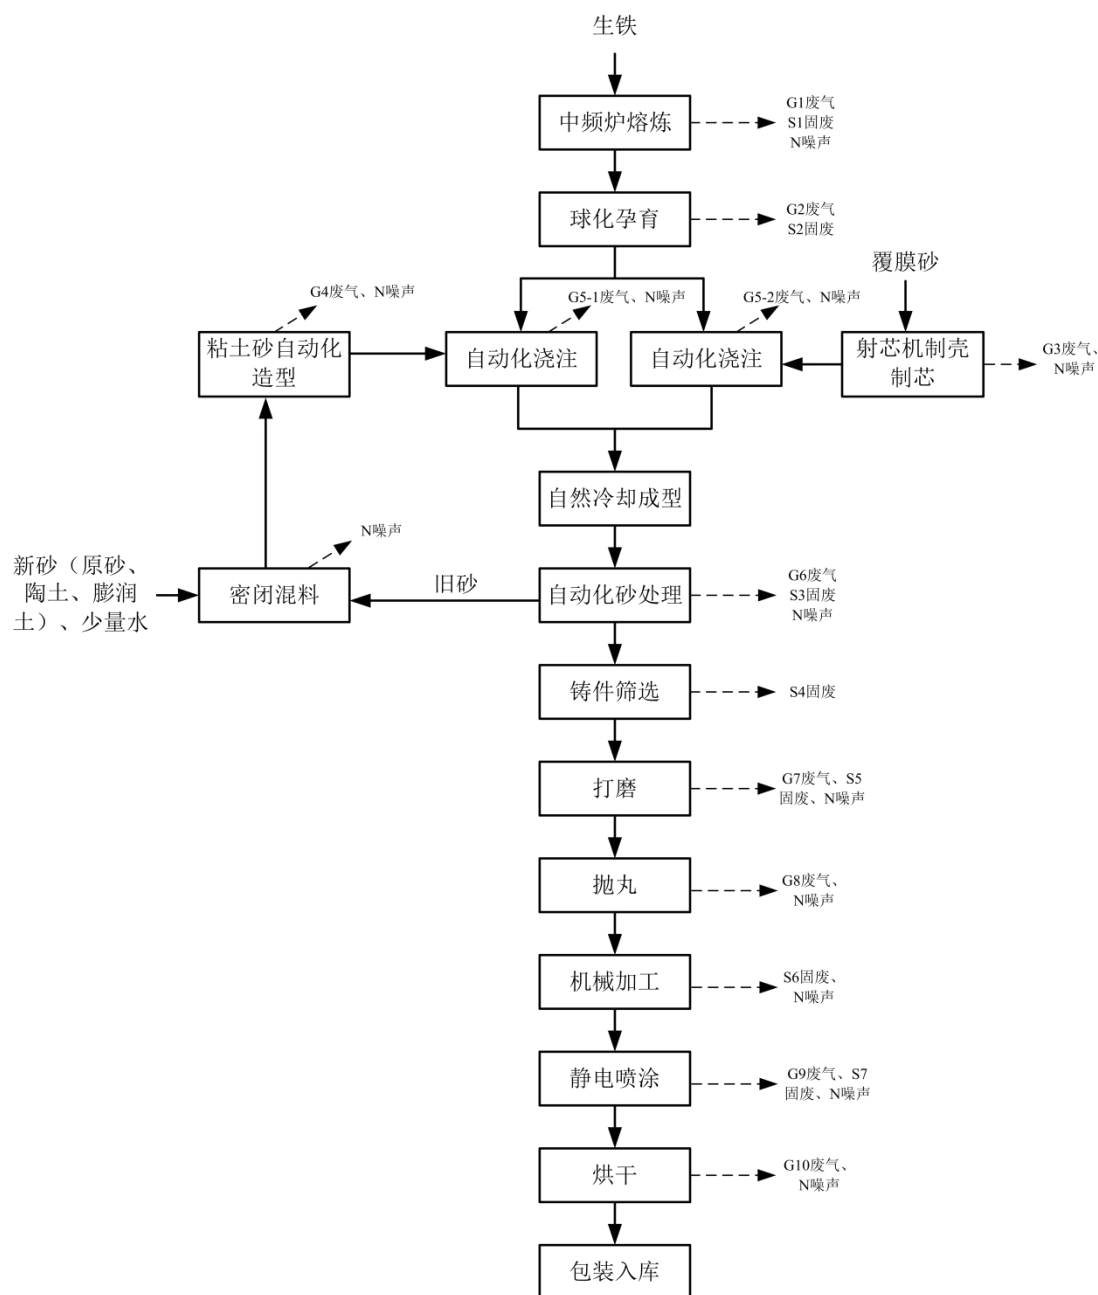 生铁
中频炉熔炼
G1废气
S1固废
N噪声
球化孕育
G2废气
S2固废
覆膜砂
G4废气、N噪声
G5-1废气、N噪声
G5-2废气、N噪声
粘土砂自动化
造型
自动化浇注
自动化浇注
射芯机制壳
制芯
G3废气、
N噪声
自然冷却成型
N噪声
新砂（原砂、
陶土、膨润
土）、少量水
密闭混料
旧砂
自动化砂处理
G6废气
S3固废
N噪声
铸件筛选
S4固废
打磨
G7废气、S5
固废、N噪声
抛丸
G8废气、
N噪声
机械加工
S6固废、
N噪声
静电喷涂
G9废气、S7
固废、N噪声
烘干
G10废气、
N噪声
包装入库